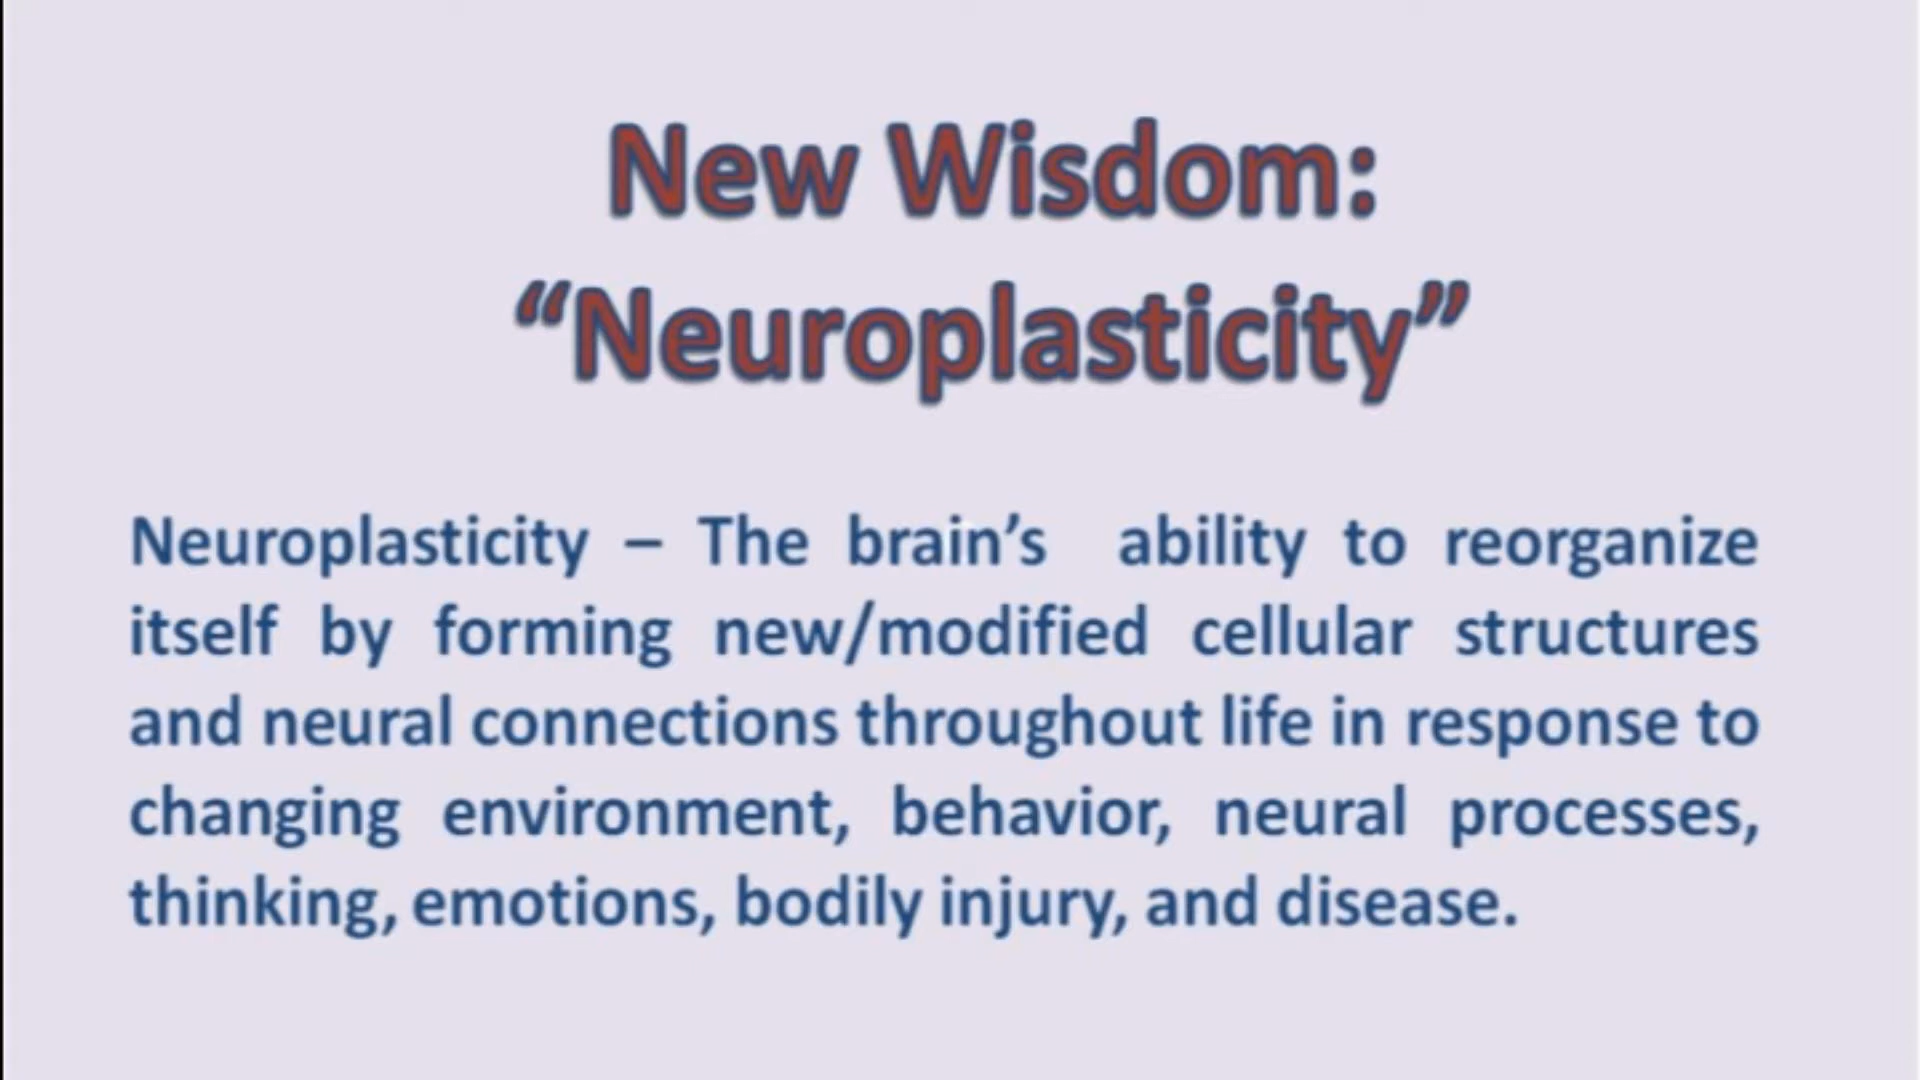 New Wisdom:
“Neuroplasticity”
Neuroplasticity – The brain’s ability to reorganize
itself by forming new/modified cellular structures
and neural connections throughout life in response to
changing environment, behavior, neural processes,
thinking, emotions, bodily injury, and disease.